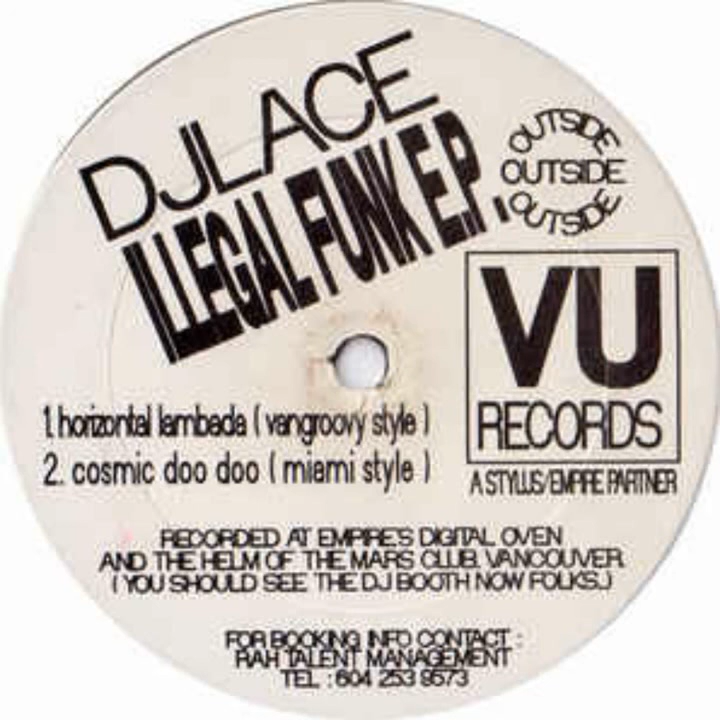 DJ LACE
ILLEGAL FUNK E.P.
OUTSIDE
OUTSIDE
OUTSIDE
VU
RECORDS
A STYLUS/EMPIRE PARTNER
1. horizontal lambada ( vangroovy style )
2. cosmic doo doo ( miami style )
RECORDED AT EMPIRE'S DIGITAL OVEN
AND THE HELM OF THE MARS CLUB. VANCOUVER.
( YOU SHOULD SEE THE DJ BOOTH NOW FOLKS.)
FOR BOOKING INFO CONTACT :
RAH TALENT MANAGEMENT
TEL : 604 253 9573